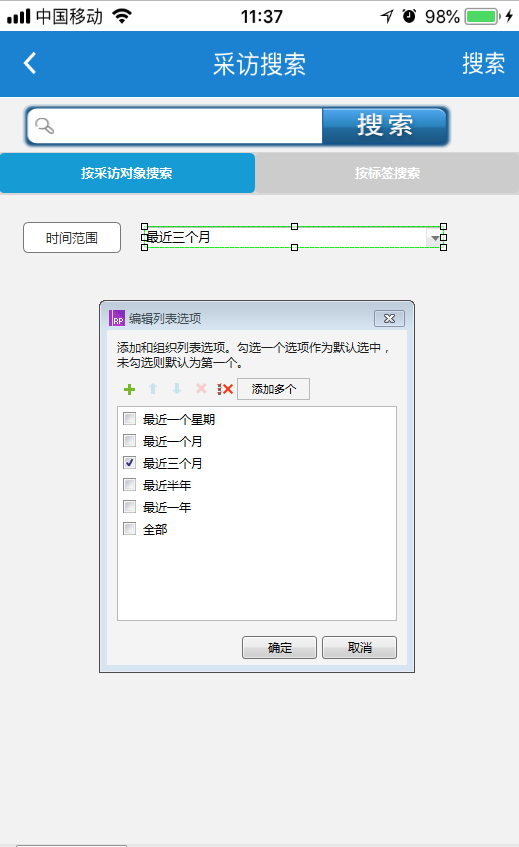 中国移动 11:37 98%
采访搜索 搜索
搜索
按采访对象搜索 按标签搜索
时间范围 最近三个月
RP 编辑列表选项
添加和组织列表选项。勾选一个选项作为默认选中，
未勾选则默认为第一个。
添加多个
最近一个星期
最近一个月
最近三个月
最近半年
最近一年
全部
确定 取消